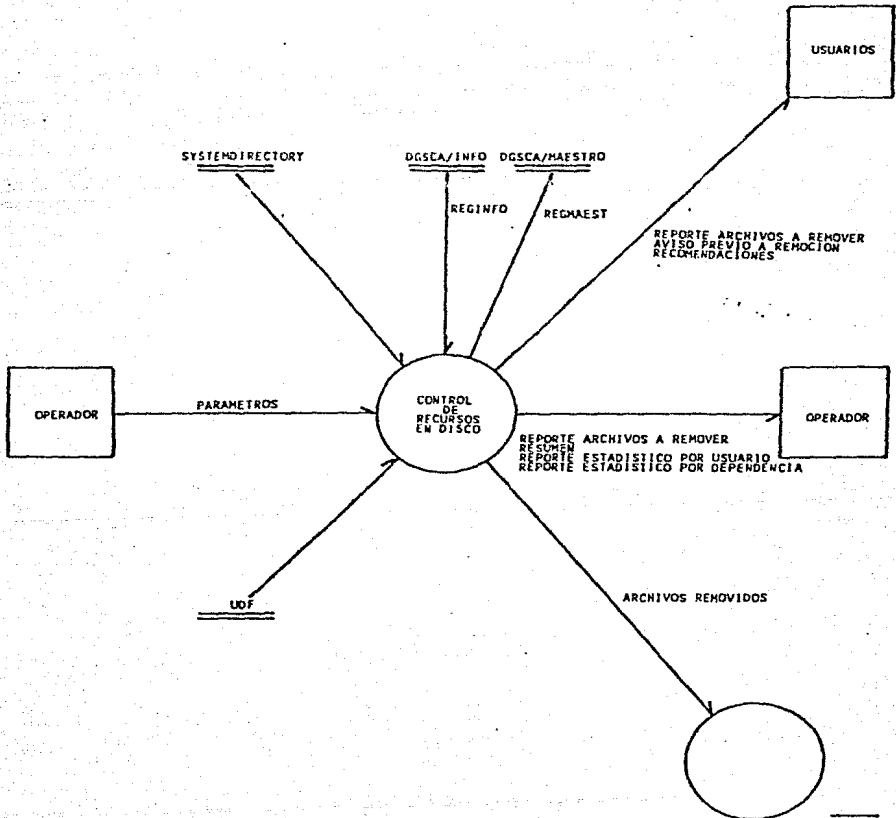 USUARIOS
SYSTEMDIRECTORY
DGSCA/INFO
DGSCA/MAESTRO
REGINFO
REGMAEST
REPORTE ARCHIVOS A REMOVER
AVISO PREVIO A REMOCION
RECOMENDACIONES
OPERADOR
PARAMETROS
CONTROL
DE
RECURSOS
EN DISCO
OPERADOR
REPORTE ARCHIVOS A REMOVER
RESUMEN
REPORTE ESTADISTICO POR USUARIO
REPORTE ESTADISTICO POR DEPENDENCIA
UDF
ARCHIVOS REMOVIDOS